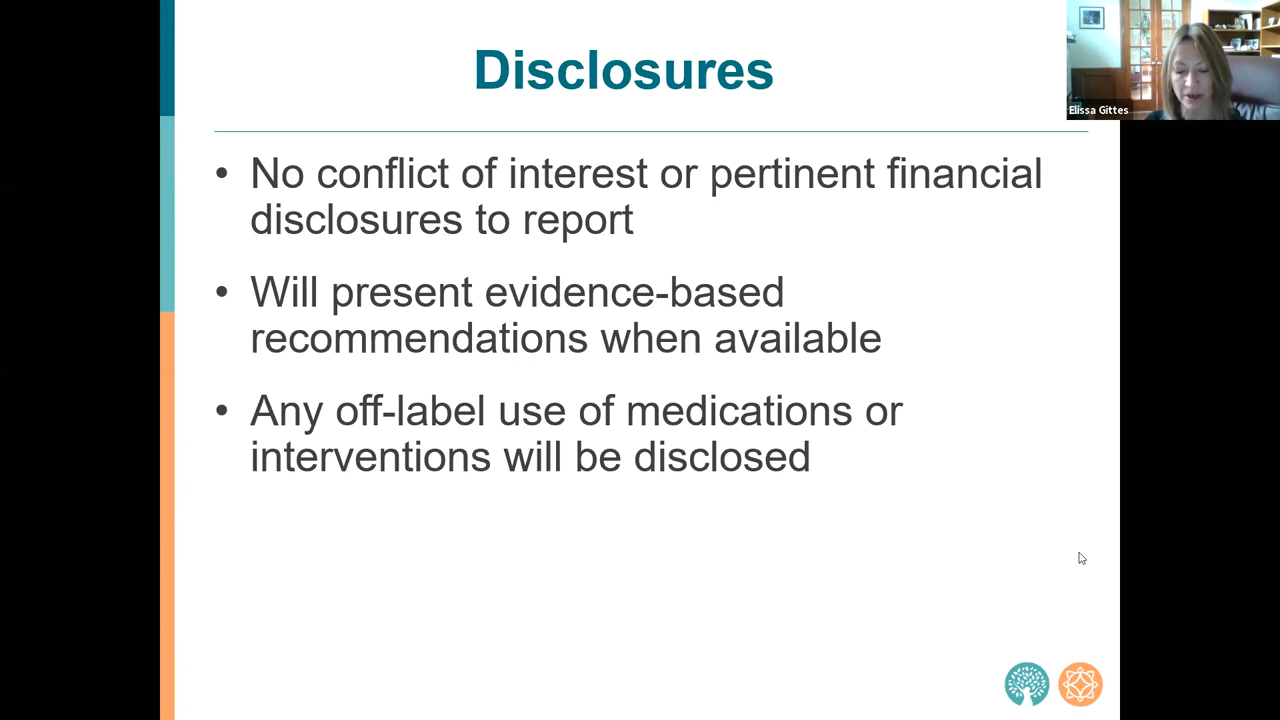 Disclosures
Elissa Gittes
• No conflict of interest or pertinent financial
disclosures to report
• Will present evidence-based
recommendations when available
• Any off-label use of medications or
interventions will be disclosed